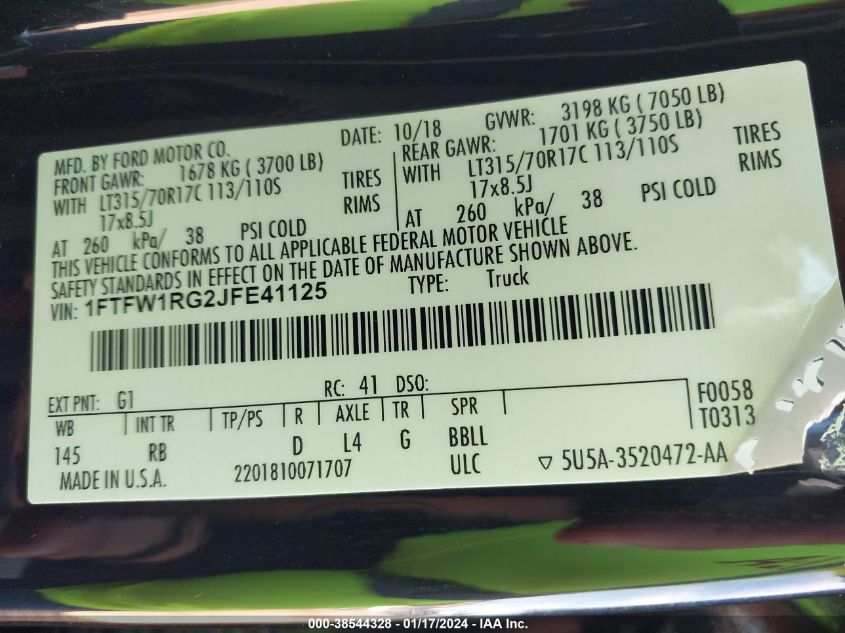 MFD. BY FORD MOTOR CO. DATE: 10/18 GVWR: 3198 KG ( 7050 LB)
FRONT GAWR: 1678 KG ( 3700 LB) REAR GAWR: 1701 KG ( 3750 LB)
WITH LT315/70R17C 113/110S TIRES WITH LT315/70R17C 113/110S TIRES
17x8.5J RIMS 17x8.5J RIMS
AT 260 kPa/ 38 PSI COLD AT 260 kPa/ 38 PSI COLD
THIS VEHICLE CONFORMS TO ALL APPLICABLE FEDERAL MOTOR VEHICLE
SAFETY STANDARDS IN EFFECT ON THE DATE OF MANUFACTURE SHOWN ABOVE.
VIN: 1FTFW1RG2JFE41125 TYPE: Truck
EXT PNT: G1 RC: 41 DSO:
WB INT TR TP/PS R AXLE TR SPR F0058
145 RB D L4 G BBLL T0313
MADE IN U.S.A. 2201810071707 ULC ▽ 5U5A-3520472-AA
000-38544328 - 01/17/2024 - IAA Inc.